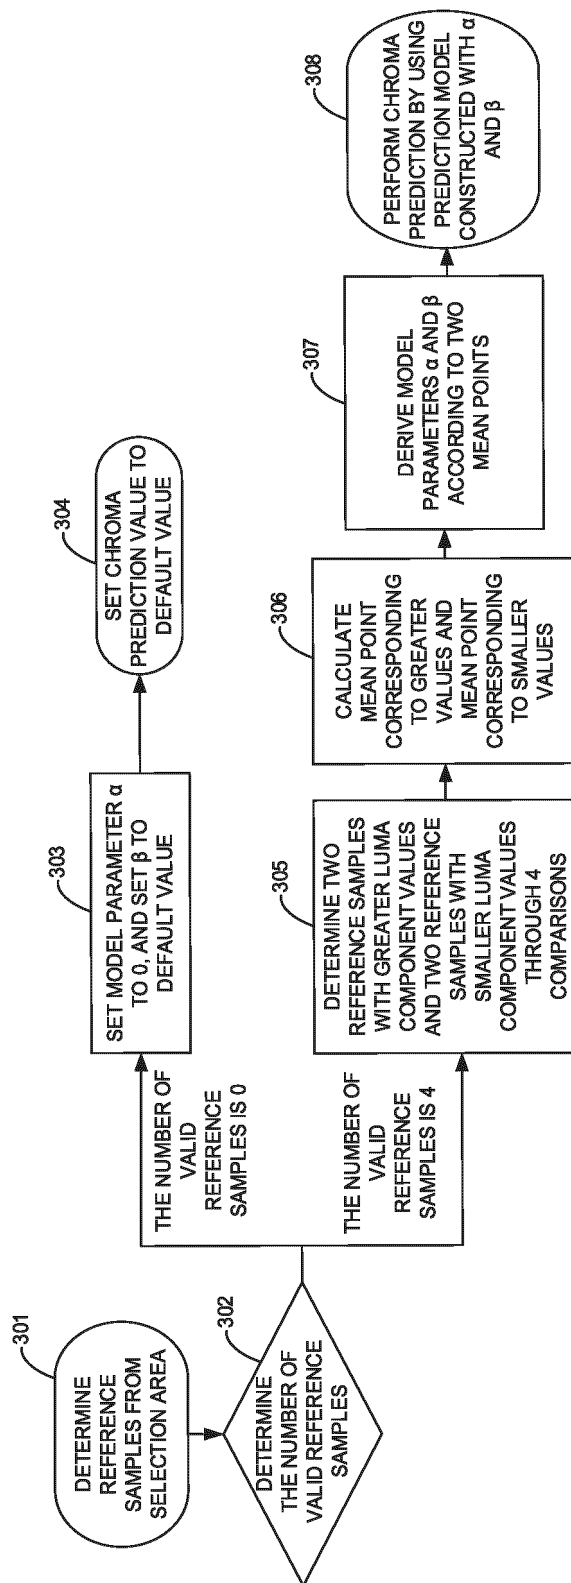 301
DETERMINE
REFERENCE
SAMPLES FROM
SELECTION AREA
302
DETERMINE
THE NUMBER OF
VALID REFERENCE
SAMPLES
THE NUMBER OF
VALID
REFERENCE
SAMPLES IS 0
303
SET MODEL PARAMETER α
TO 0, AND SET β TO
DEFAULT VALUE
304
SET CHROMA
PREDICTION VALUE TO
DEFAULT VALUE
THE NUMBER OF
VALID
REFERENCE
SAMPLES IS 4
305
DETERMINE TWO
REFERENCE SAMPLES
WITH GREATER LUMA
COMPONENT VALUES
AND TWO REFERENCE
SAMPLES WITH
SMALLER LUMA
COMPONENT VALUES
THROUGH 4
COMPARISONS
306
CALCULATE
MEAN POINT
CORRESPONDING
TO GREATER
VALUES AND
MEAN POINT
CORRESPONDING
TO SMALLER
VALUES
307
DERIVE MODEL
PARAMETERS α AND β
ACCORDING TO TWO
MEAN POINTS
308
PERFORM CHROMA
PREDICTION BY USING
PREDICTION MODEL
CONSTRUCTED WITH α
AND β